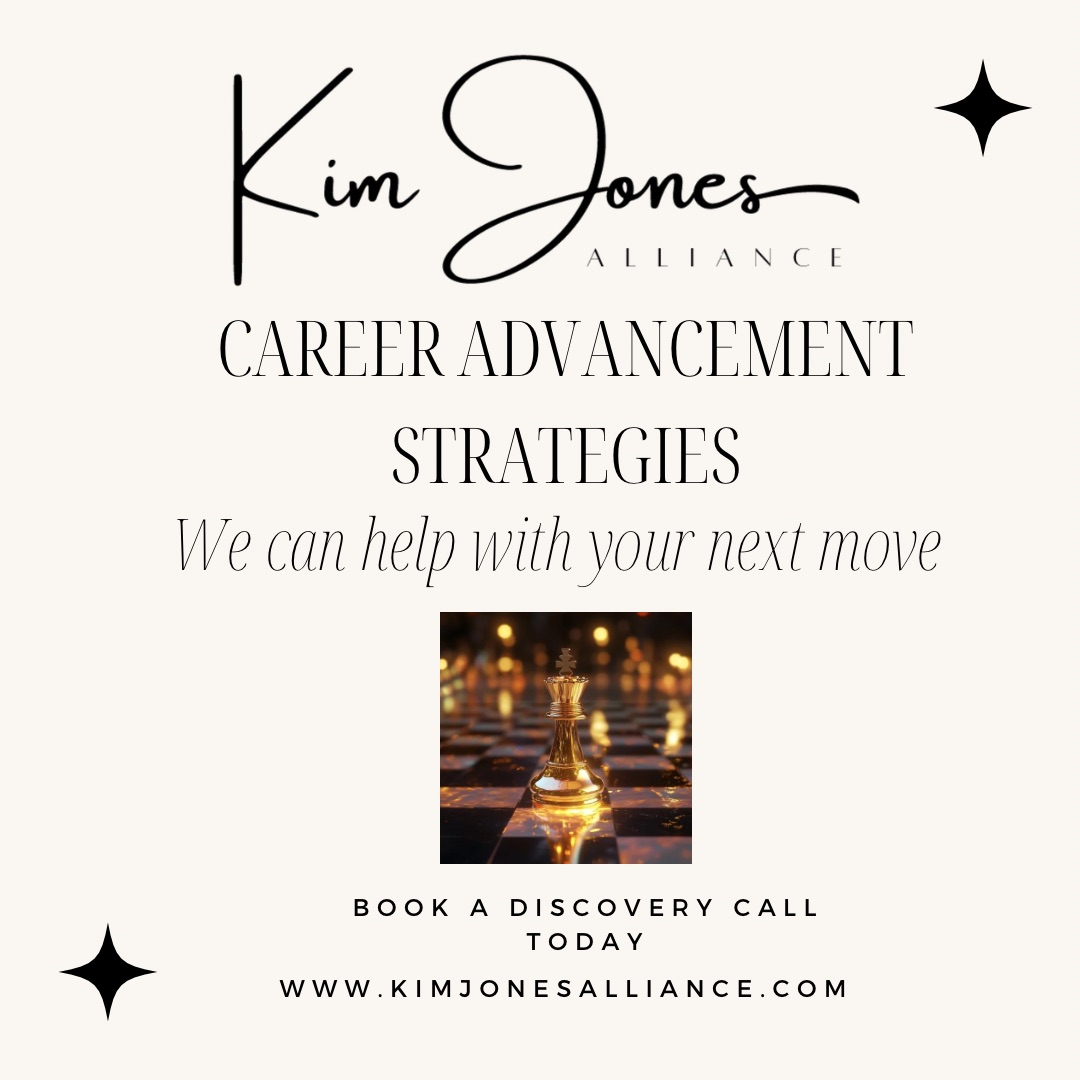 Kim Jones
ALLIANCE
CAREER ADVANCEMENT
STRATEGIES
We can help with your next move
BOOK A DISCOVERY CALL
TODAY
WWW.KIMJONESALLIANCE.COM